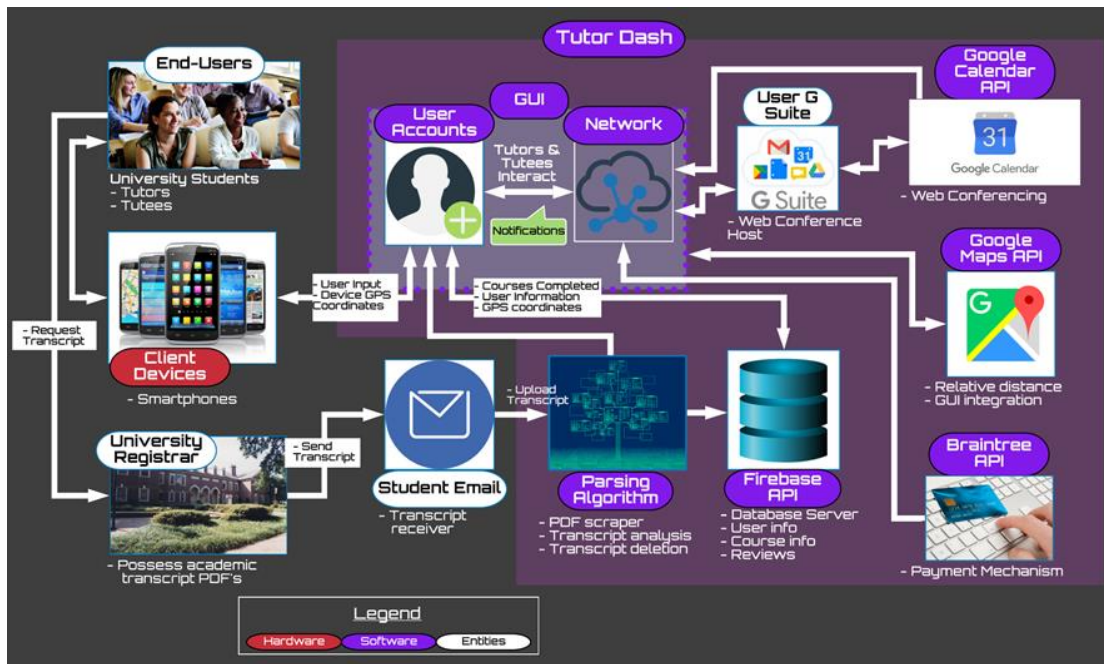 Tutor Dash
End-Users
University Students
- Tutors
- Tutees
GUI
User
Accounts
Network
Tutors &
Tutees
Interact
Notifications
User G
Suite
G Suite
- Web Conference
Host
Google
Calendar
API
31
Google Calendar
- Web Conferencing
Google
Maps API
G
- Relative distance
- GUI integration
- User Input
- Device GPS
Coordinates
- Courses Completed
- User Information
- GPS coordinates
- Request
Transcript
Client
Devices
- Smartphones
University
Registrar
- Possess academic
transcript PDF's
- Send
Transcript
Student Email
- Transcript
receiver
- Upload
Transcript
Parsing
Algorithm
- PDF scraper
- Transcript analysis
- Transcript deletion
Firebase
API
- Database Server
- User info
- Course info
- Reviews
Braintree
API
- Payment Mechanism
Legend
Hardware
Software
Entities